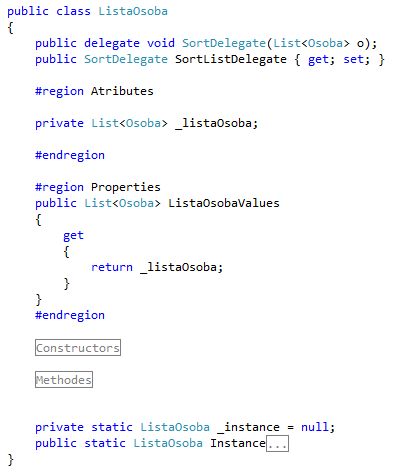 public class ListaOsoba
{
public delegate void SortDelegate(List<Osoba> o);
public SortDelegate SortListDelegate { get; set; }
#region Atributes
private List<Osoba> _listaOsoba;
#endregion
#region Properties
public List<Osoba> ListaOsobaValues
{
get
{
return _listaOsoba;
}
}
#endregion
Constructors
Methodes
private static ListaOsoba _instance = null;
public static ListaOsoba Instance...
}